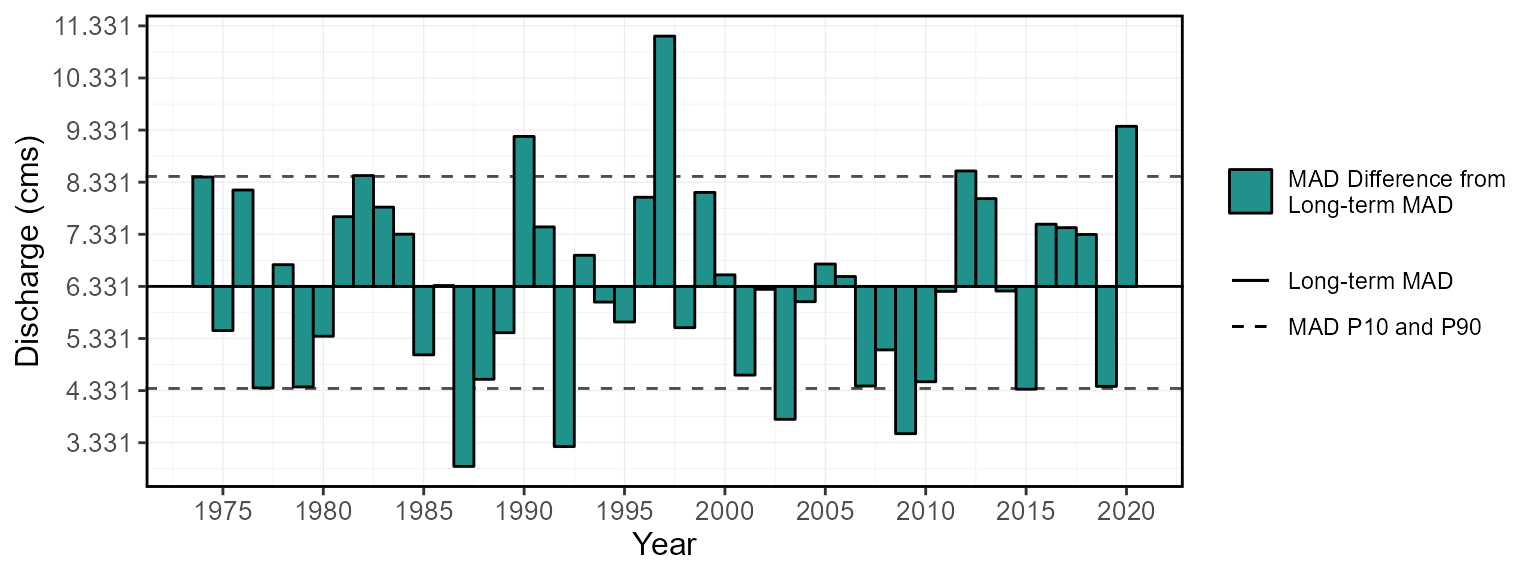 11.331
10.331
9.331
8.331
7.331
6.331
5.331
4.331
3.331
Discharge (cms)
1975 1980 1985 1990 1995 2000 2005 2010 2015 2020
Year
MAD Difference from
Long-term MAD
Long-term MAD
MAD P10 and P90